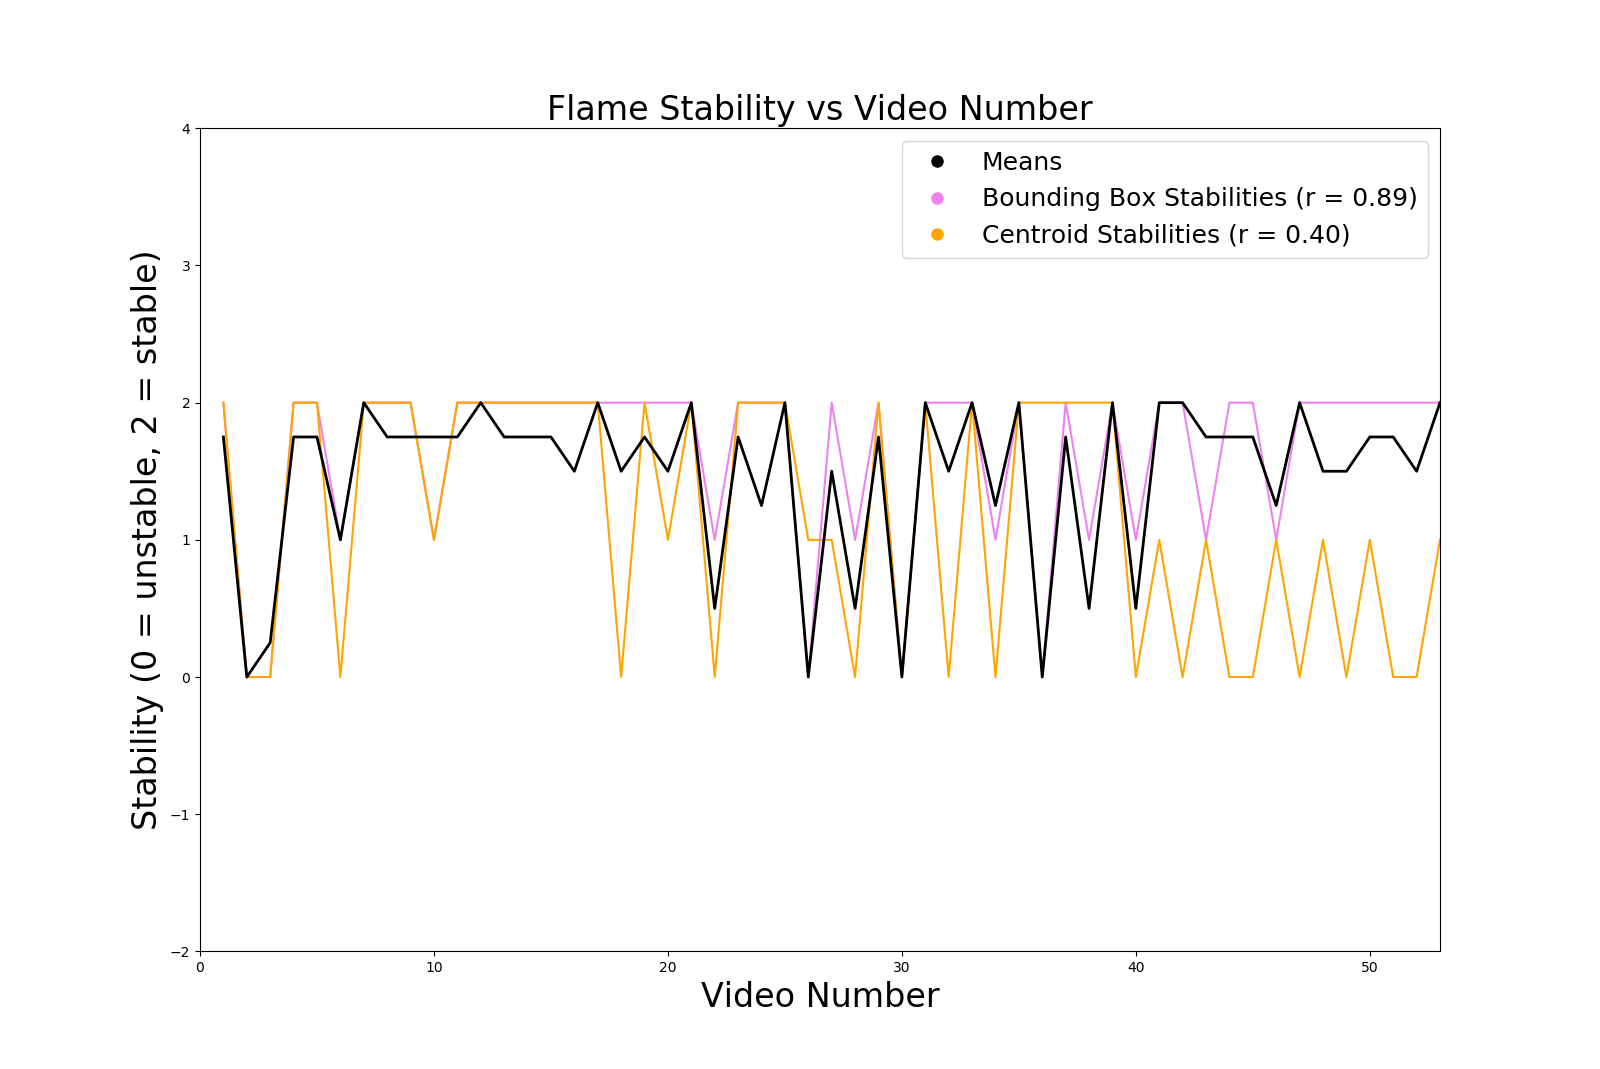 Flame Stability vs Video Number
Means
Bounding Box Stabilities (r = 0.89)
Centroid Stabilities (r = 0.40)
Stability (0 = unstable, 2 = stable)
4
3
2
1
0
−1
−2
0 10 20 30 40 50
Video Number